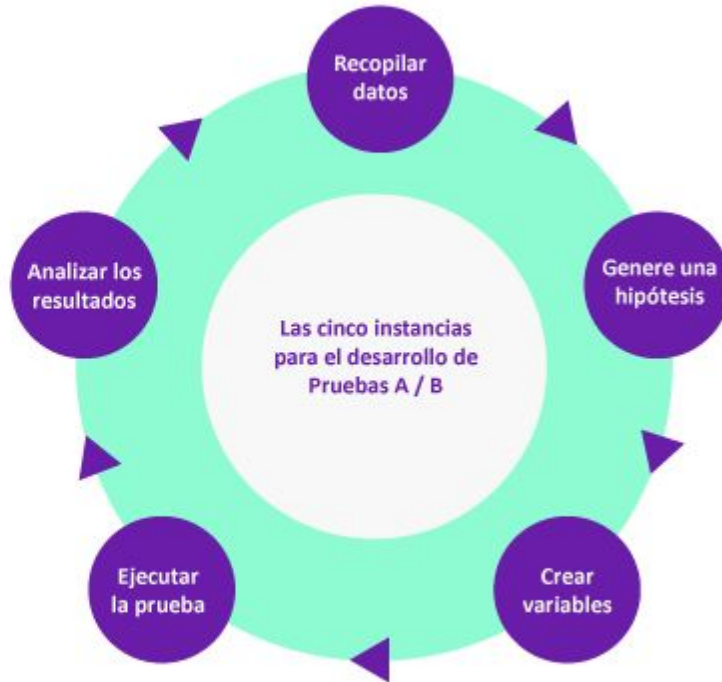 Recopilar
datos
Genere una
hipótesis
Crear
variables
Ejecutar
la prueba
Analizar los
resultados
Las cinco instancias
para el desarrollo de
Pruebas A / B